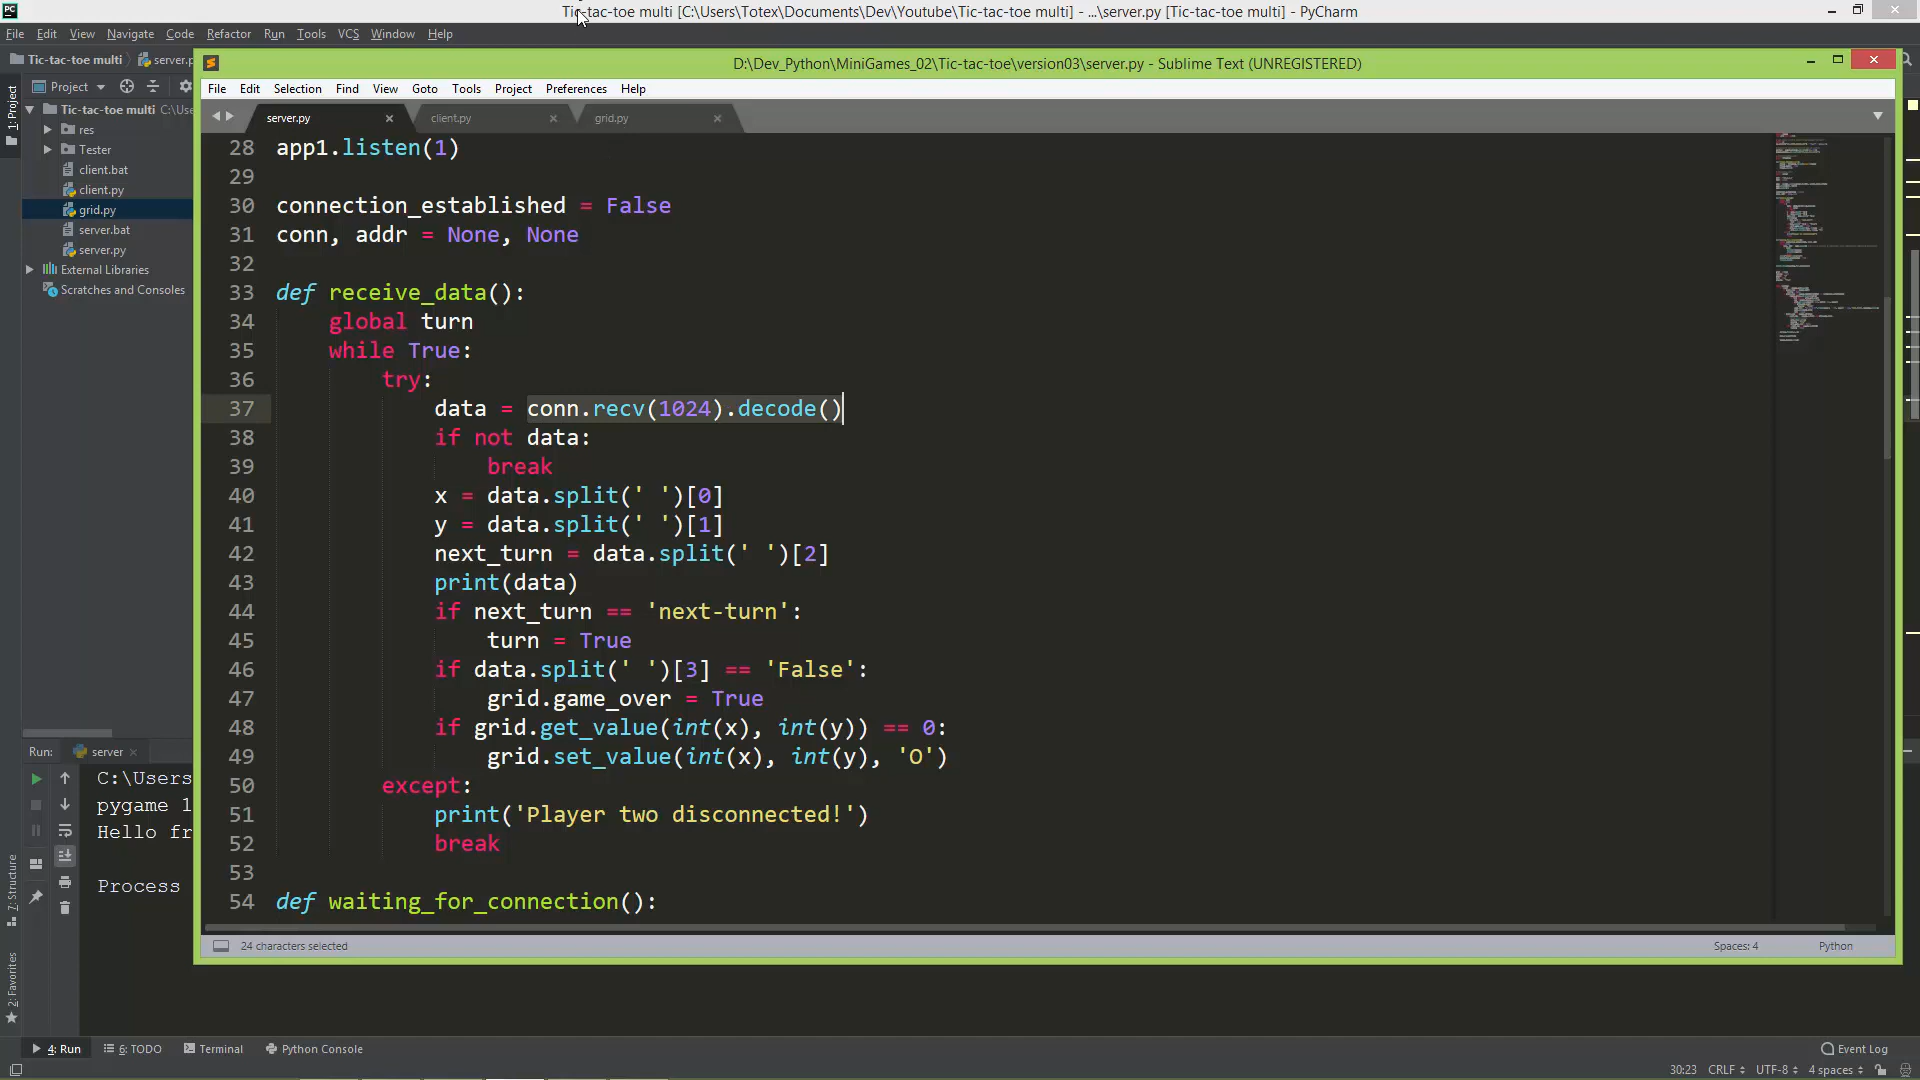 Tic-tac-toe multi [C:\Users\Totex\Documents\Dev\Youtube\Tic-tac-toe multi] - ...\server.py [Tic-tac-toe multi] - PyCharm
File Edit View Navigate Code Refactor Run Tools VCS Window Help
Tic-tac-toe multi server.p
D:\Dev_Python\MiniGames_02\Tic-tac-toe\version03\server.py - Sublime Text (UNREGISTERED)
File Edit Selection Find View Goto Tools Project Preferences Help
server.py client.py grid.py
1: Project
Project
Tic-tac-toe multi C:\Use
res
Tester
client.bat
client.py
grid.py
server.bat
server.py
External Libraries
Scratches and Consoles
28 app1.listen(1)
29
30 connection_established = False
31 conn, addr = None, None
32
33 def receive_data():
34     global turn
35     while True:
36         try:
37             data = conn.recv(1024).decode()
38             if not data:
39                 break
40             x = data.split(' ')[0]
41             y = data.split(' ')[1]
42             next_turn = data.split(' ')[2]
43             print(data)
44             if next_turn == 'next-turn':
45                 turn = True
46             if data.split(' ')[3] == 'False':
47                 grid.game_over = True
48             if grid.get_value(int(x), int(y)) == 0:
49                 grid.set_value(int(x), int(y), 'O')
50         except:
51             print('Player two disconnected!')
52             break
53
54 def waiting_for_connection():
24 characters selected
Spaces: 4
Python
Run: server
C:\Users
pygame 1
Hello fr
Process
7: Structure
2: Favorites
4: Run 6: TODO Terminal Python Console
Event Log
30:23 CRLF UTF-8 4 spaces